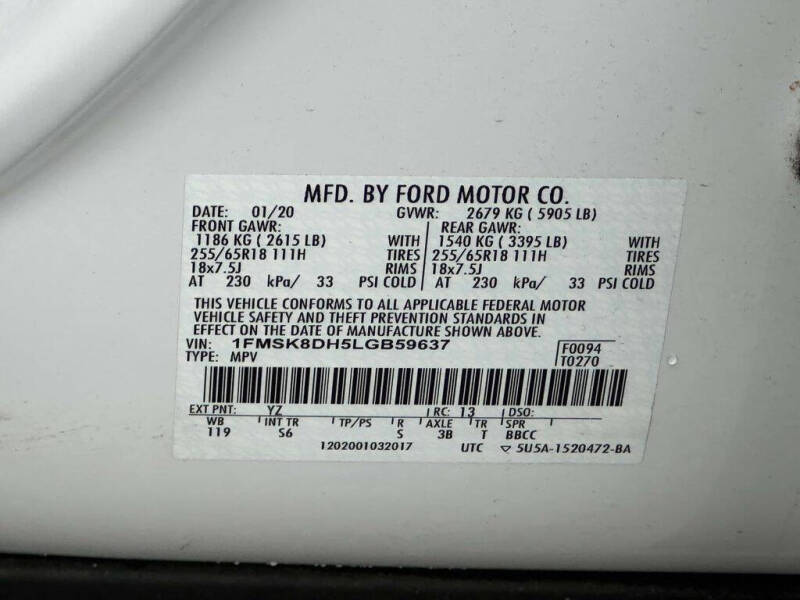 MFD. BY FORD MOTOR CO.
DATE: 01/20 GVWR: 2679 KG ( 5905 LB)
FRONT GAWR: REAR GAWR:
1186 KG ( 2615 LB) WITH 1540 KG ( 3395 LB) WITH
255/65R18 111H TIRES 255/65R18 111H TIRES
18x7.5J RIMS 18x7.5J RIMS
AT 230 kPa/ 33 PSI COLD AT 230 kPa/ 33 PSI COLD
THIS VEHICLE CONFORMS TO ALL APPLICABLE FEDERAL MOTOR
VEHICLE SAFETY AND THEFT PREVENTION STANDARDS IN
EFFECT ON THE DATE OF MANUFACTURE SHOWN ABOVE.
VIN: 1FMSK8DH5LGB59637 F0094
TYPE: MPV T0270
EXT PNT: YZ RC: 13 DSO:
WB INT TR TP/PS R AXLE TR SPR
119 S6 S 3B T BBCC
1202001032017 UTC ▽ 5U5A-1520472-BA